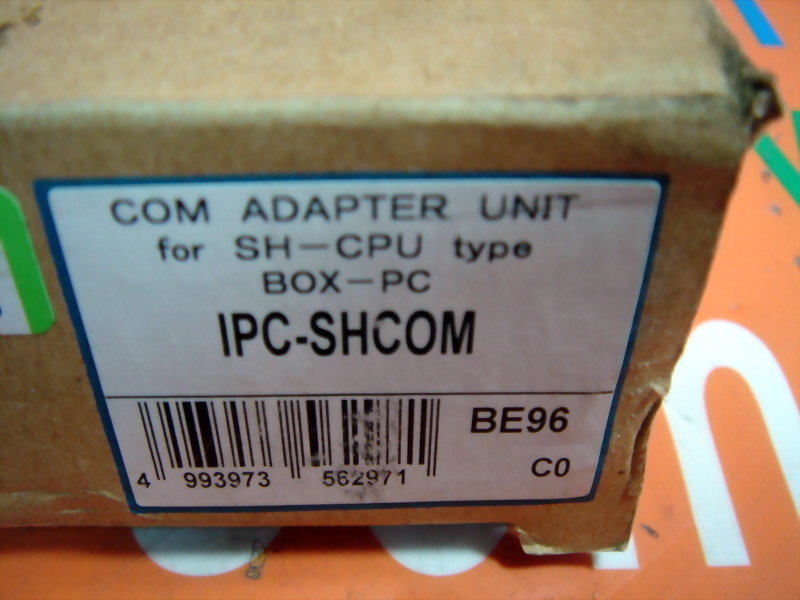 COM ADAPTER UNIT
for SH-CPU type
BOX-PC
IPC-SHCOM
BE96
4 993973 562971
C0